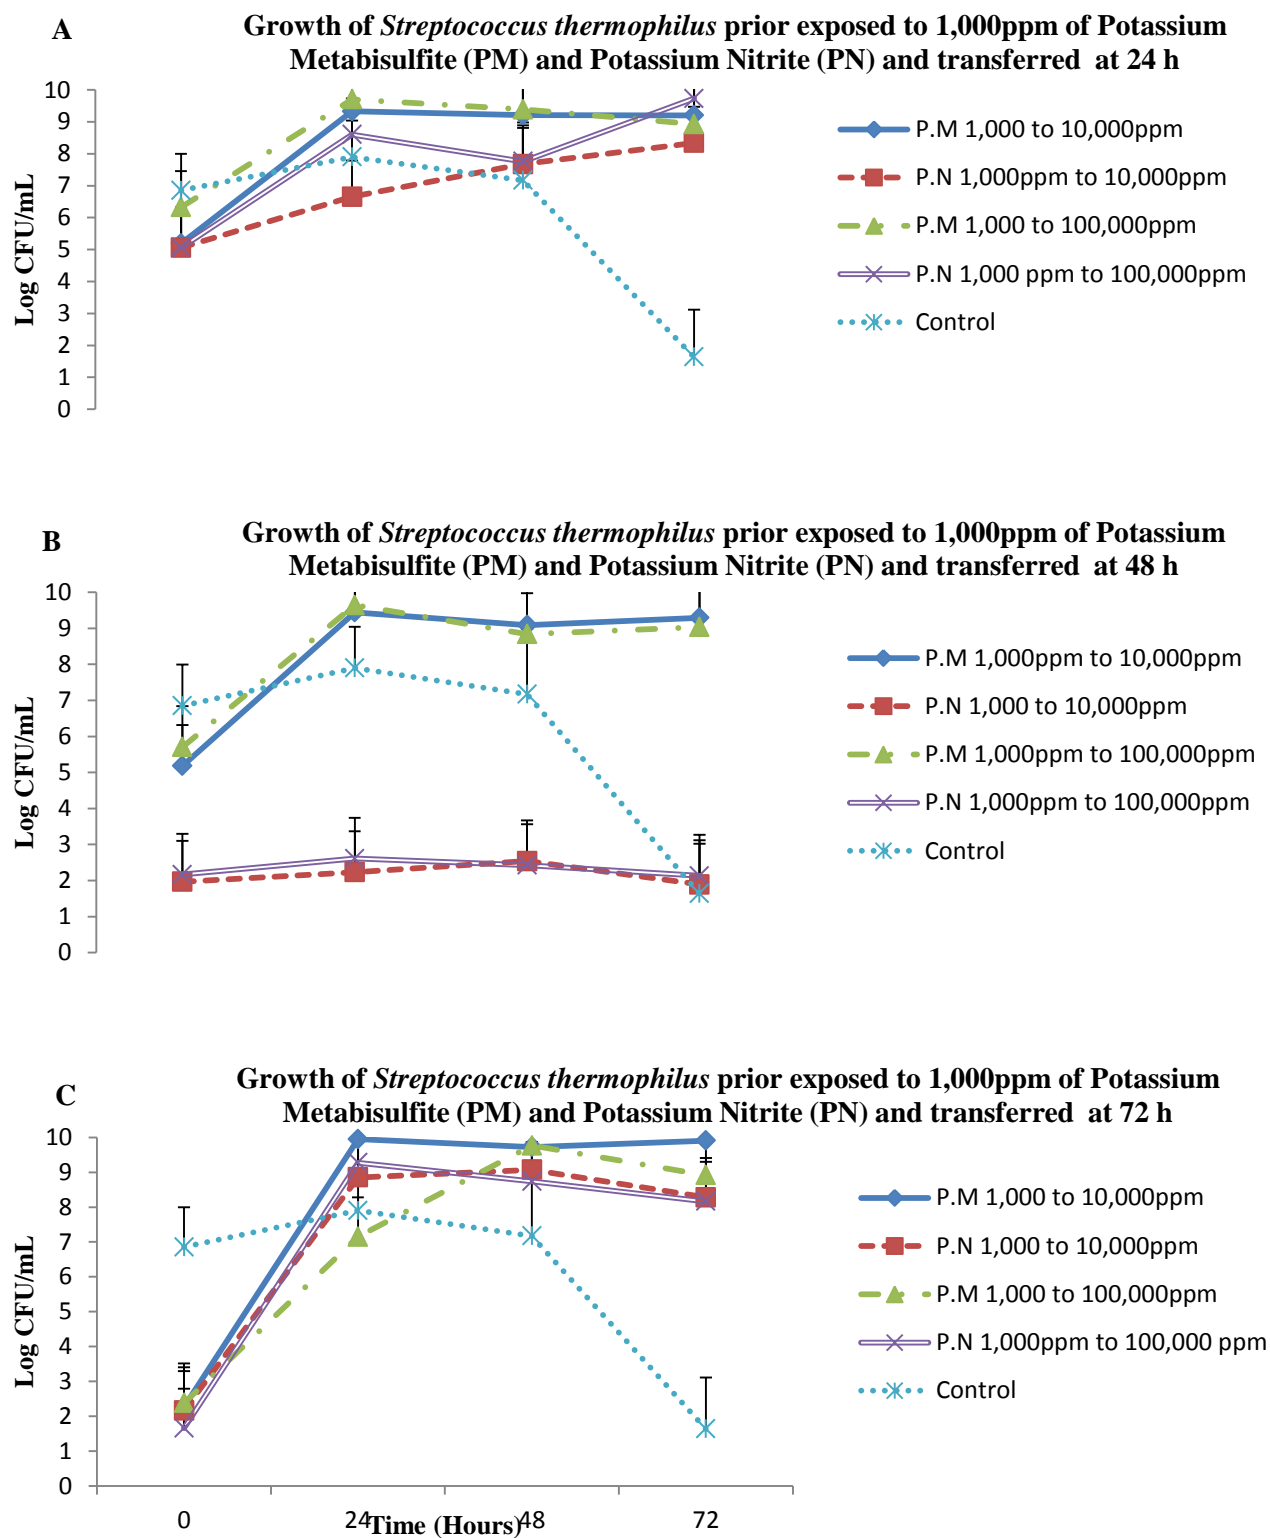 A
Growth of Streptococcus thermophilus prior exposed to 1,000ppm of Potassium
Metabisulfite (PM) and Potassium Nitrite (PN) and transferred at 24 h
10
9
8
7
6
5
4
3
2
1
0
Log CFU/mL
P.M 1,000 to 10,000ppm
P.N 1,000ppm to 10,000ppm
P.M 1,000 to 100,000ppm
P.N 1,000 ppm to 100,000ppm
Control
B
Growth of Streptococcus thermophilus prior exposed to 1,000ppm of Potassium
Metabisulfite (PM) and Potassium Nitrite (PN) and transferred at 48 h
10
9
8
7
6
5
4
3
2
1
0
Log CFU/mL
P.M 1,000ppm to 10,000ppm
P.N 1,000 to 10,000ppm
P.M 1,000ppm to 100,000ppm
P.N 1,000ppm to 100,000ppm
Control
C
Growth of Streptococcus thermophilus prior exposed to 1,000ppm of Potassium
Metabisulfite (PM) and Potassium Nitrite (PN) and transferred at 72 h
10
9
8
7
6
5
4
3
2
1
0
Log CFU/mL
P.M 1,000 to 10,000ppm
P.N 1,000 to 10,000ppm
P.M 1,000 to 100,000ppm
P.N 1,000ppm to 100,000 ppm
Control
0 24 48 72
Time (Hours)